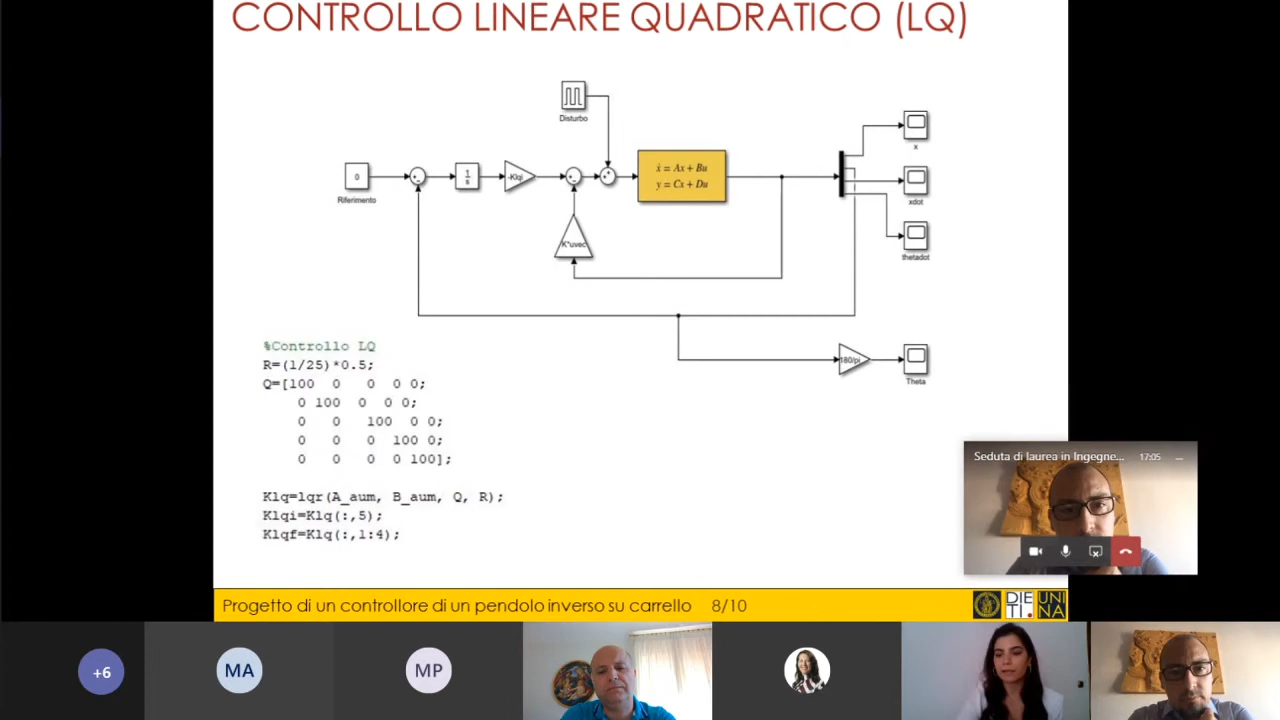 CONTROLLO LINEARE QUADRATICO (LQ)
Disturbo
0
Riferimento
1
s
-Klqi
K*uvec
ẋ = Ax + Bu
y = Cx + Du
x
xdot
thetadot
180/pi
Theta
%Controllo LQ
R=(1/25)*0.5;
Q=[100 0 0 0 0;
0 100 0 0 0;
0 0 100 0 0;
0 0 0 100 0;
0 0 0 0 100];
Klq=lqr(A_aum, B_aum, Q, R);
Klqi=Klq(:,5);
Klqf=Klq(:,1:4);
Seduta di laurea in Ingegne... 17:05 ...
Progetto di un controllore di un pendolo inverso su carrello 8/10
DIE UNI
TI. NA
+6
MA
MP